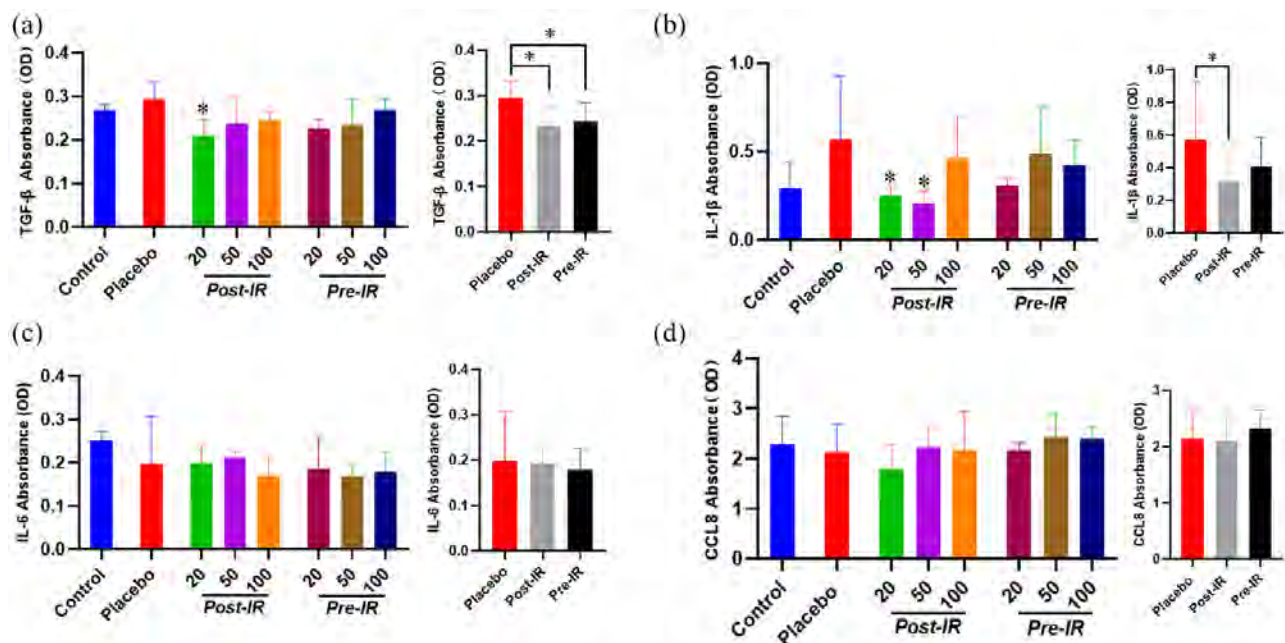 (a)
TGF-β Absorbance (OD)
0.4
0.3
0.2
0.1
0.0
*
Control
Placebo
20
50
100
20
50
100
Post-IR
Pre-IR
TGF-β Absorbance (OD)
0.4
0.3
0.2
0.1
0.0
*
*
Placebo
Post-IR
Pre-IR
(b)
IL-1β Absorbance (OD)
1.0
0.5
0.0
*
*
Control
Placebo
20
50
100
20
50
100
Post-IR
Pre-IR
IL-1β Absorbance (OD)
1.0
0.8
0.6
0.4
0.2
0.0
*
Placebo
Post-IR
Pre-IR
(c)
IL-6 Absorbance (OD)
0.4
0.3
0.2
0.1
0.0
Control
Placebo
20
50
100
20
50
100
Post-IR
Pre-IR
IL-6 Absorbance (OD)
0.4
0.3
0.2
0.1
0.0
Placebo
Post-IR
Pre-IR
(d)
CCL8 Absorbance (OD)
4
3
2
1
0
Control
Placebo
20
50
100
20
50
100
Post-IR
Pre-IR
CCL8 Absorbance (OD)
3
2
1
0
Placebo
Post-IR
Pre-IR